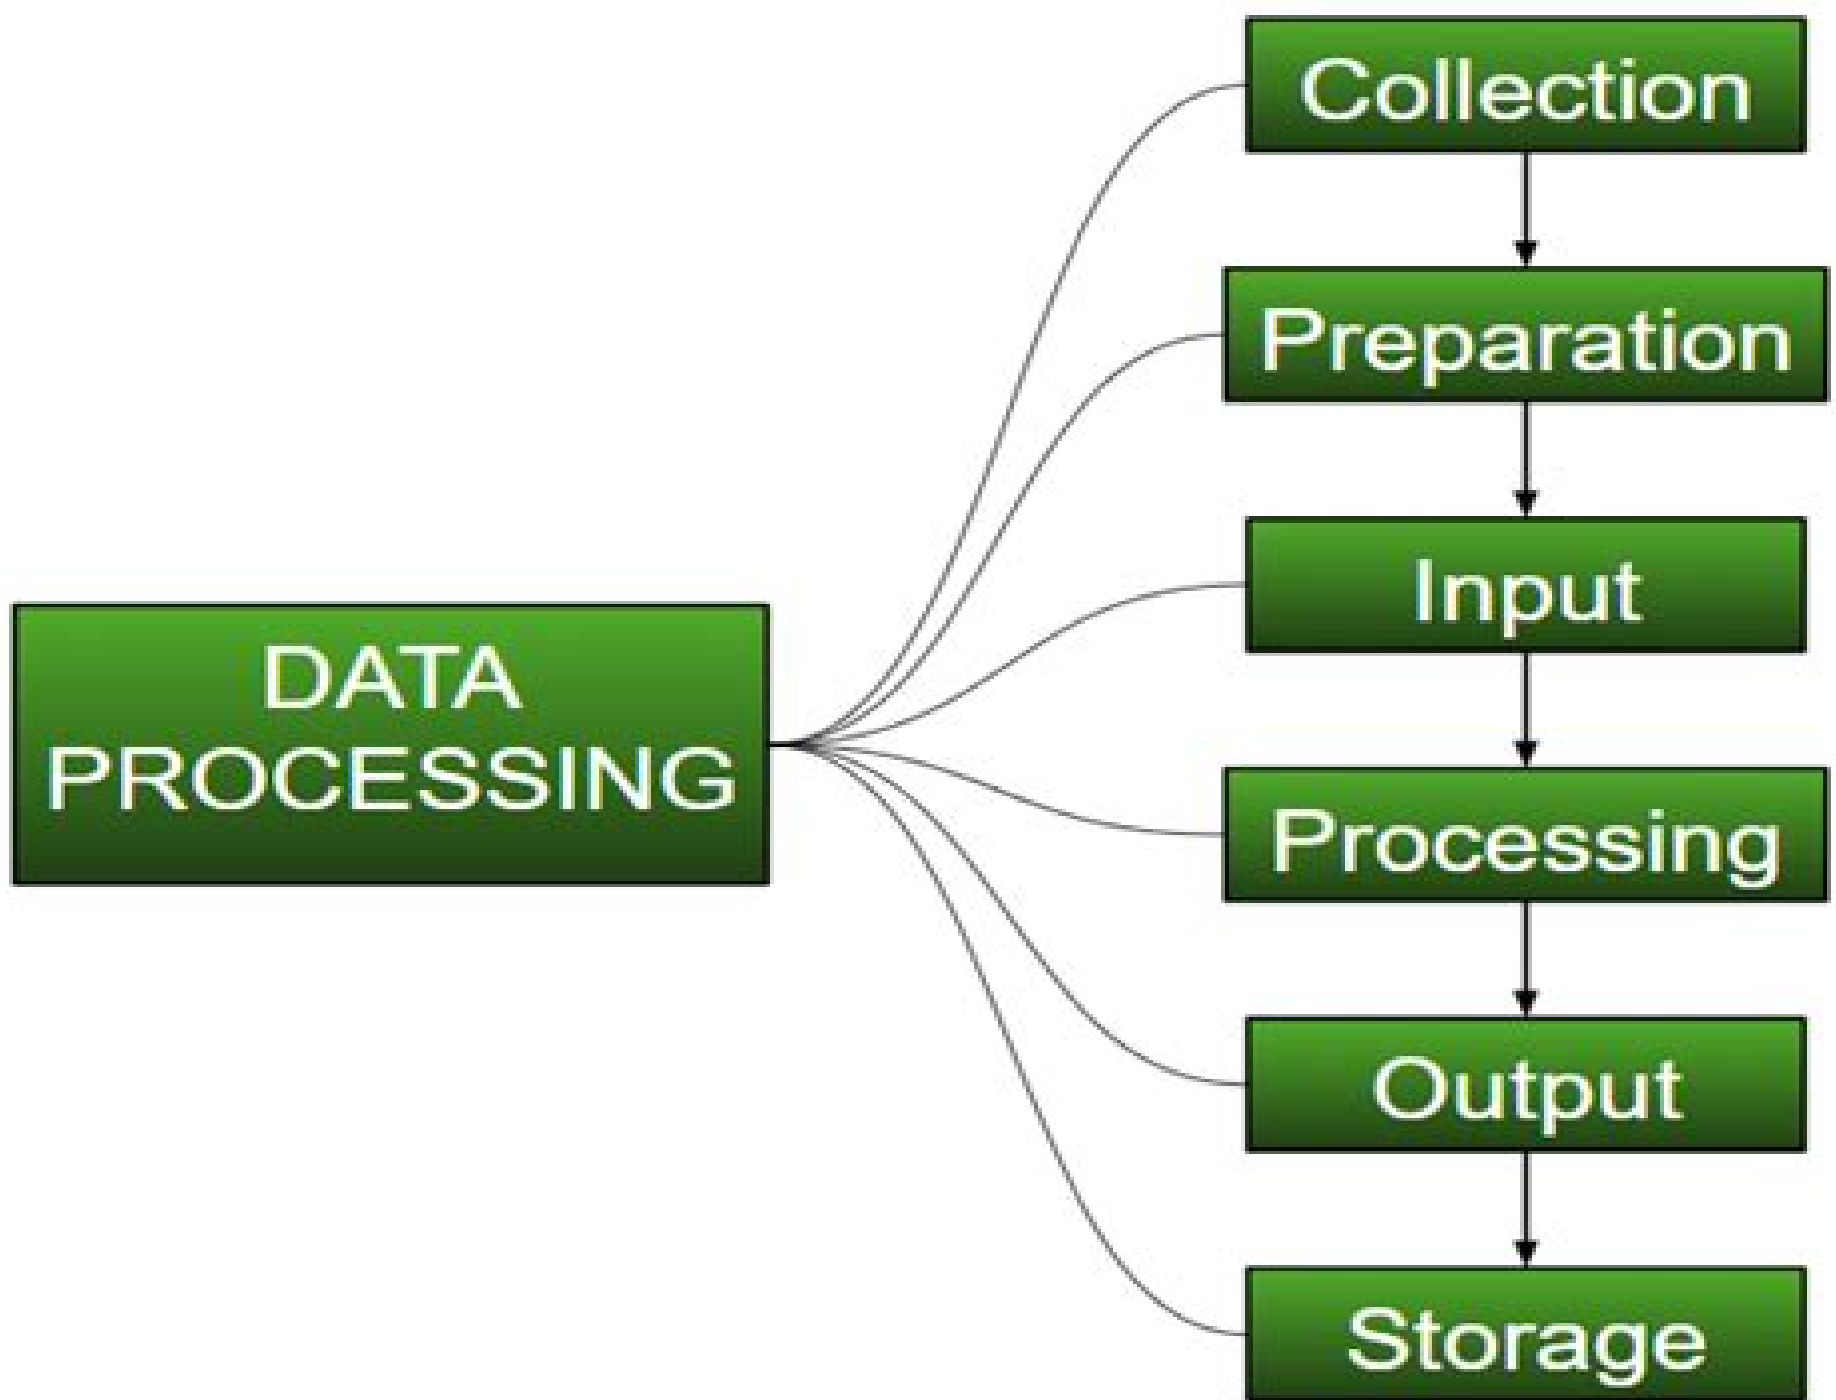 DATA
PROCESSING
Collection
Preparation
Input
Processing
Output
Storage